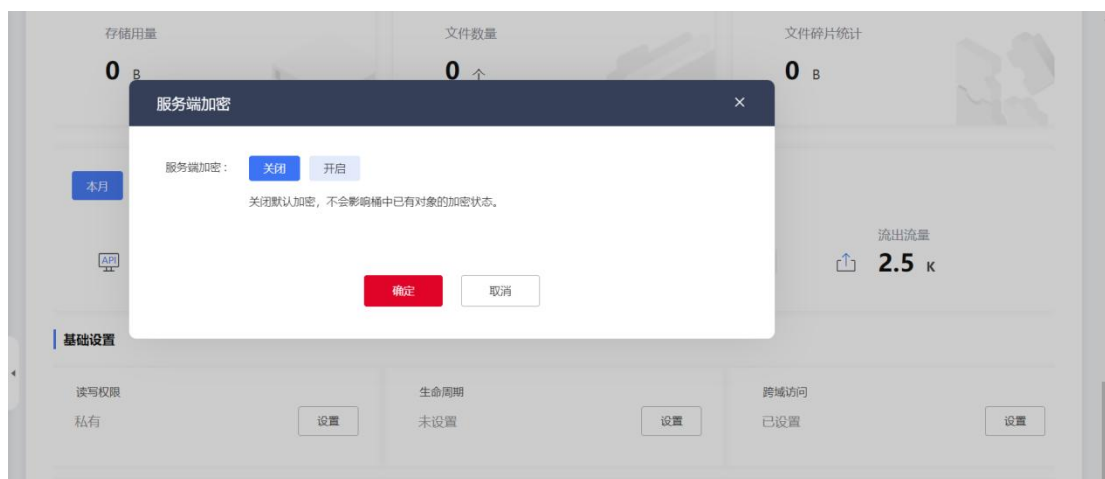 存储用量
文件数量
文件碎片统计
0 B
0 个
0 B
服务端加密
×
服务端加密：
关闭
开启
关闭默认加密，不会影响桶中已有对象的加密状态。
本月
API
流出流量
2.5 K
确定
取消
基础设置
读写权限
生命周期
跨域访问
私有
设置
未设置
设置
已设置
设置